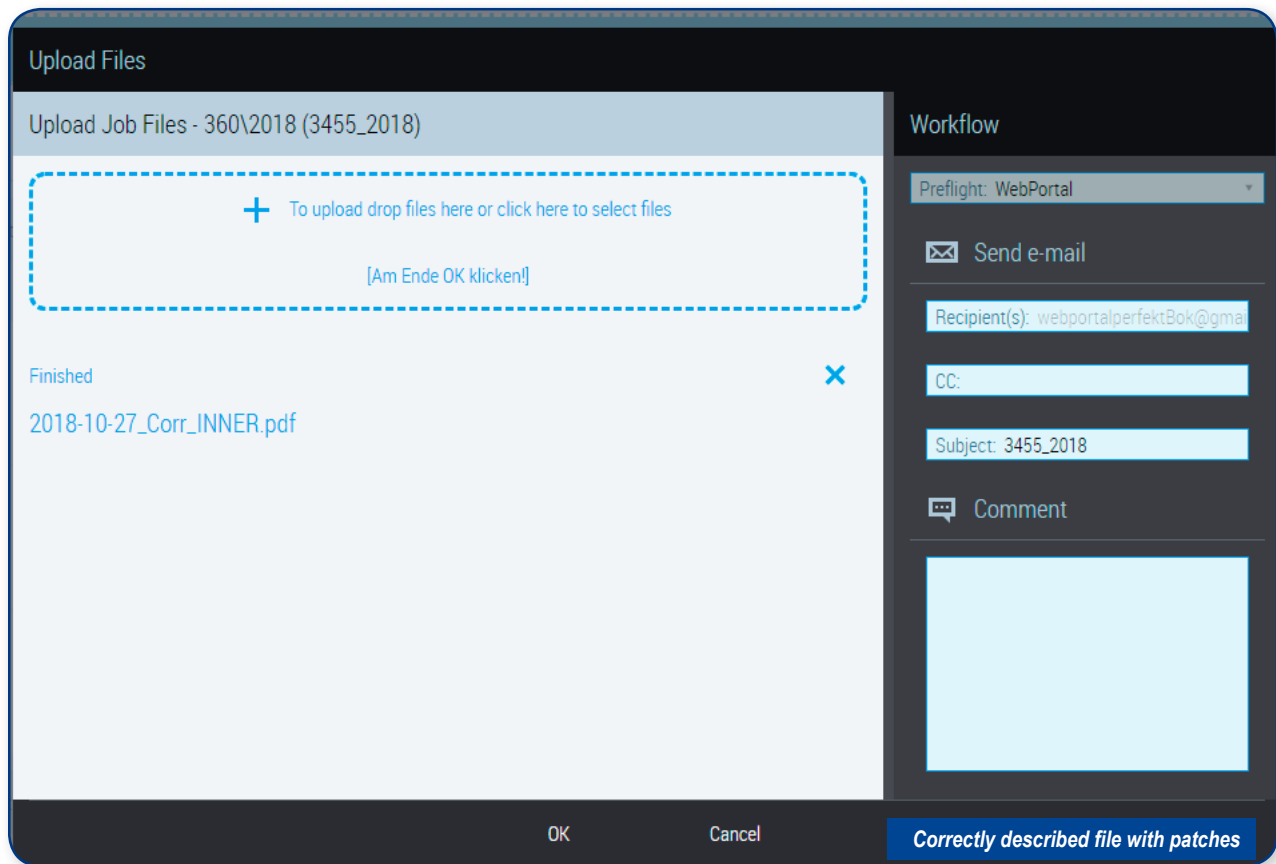 Upload Files
Upload Job Files - 360\2018 (3455_2018)
To upload drop files here or click here to select files
[Am Ende OK klicken!]
Finished
2018-10-27_Corr_INNER.pdf
Workflow
Preflight: WebPortal
Send e-mail
Recipient(s): webportalperfektBok@gmai
CC:
Subject: 3455_2018
Comment
OK
Cancel
Correctly described file with patches